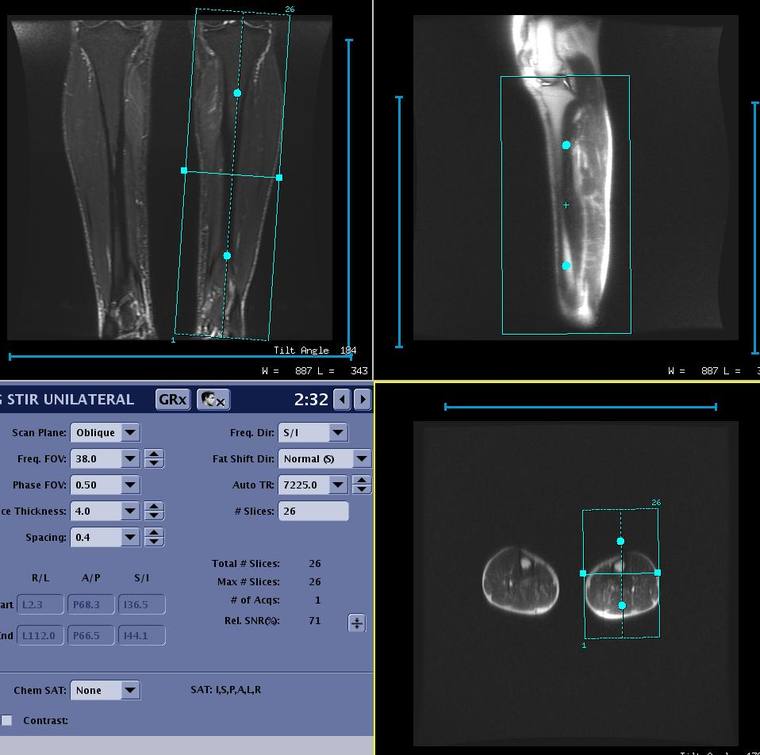 26
1
Tilt Angle 184
W = 887 L = 343
W = 887 L = 3
STIR UNILATERAL GRx x 2:32
Scan Plane: Oblique Freq. Dir: S/I
Freq. FOV: 38.0 Fat Shift Dir: Normal (S)
Phase FOV: 0.50 Auto TR: 7225.0
ce Thickness: 4.0 # Slices: 26
Spacing: 0.4
Total # Slices: 26
R/L A/P S/I Max # Slices: 26
art L2.3 P68.3 I36.5 # of Acqs: 1
Rel. SNR(%): 71
nd L112.0 P66.5 I44.1
Chem SAT: None SAT: I,S,P,A,L,R
Contrast:
26
1